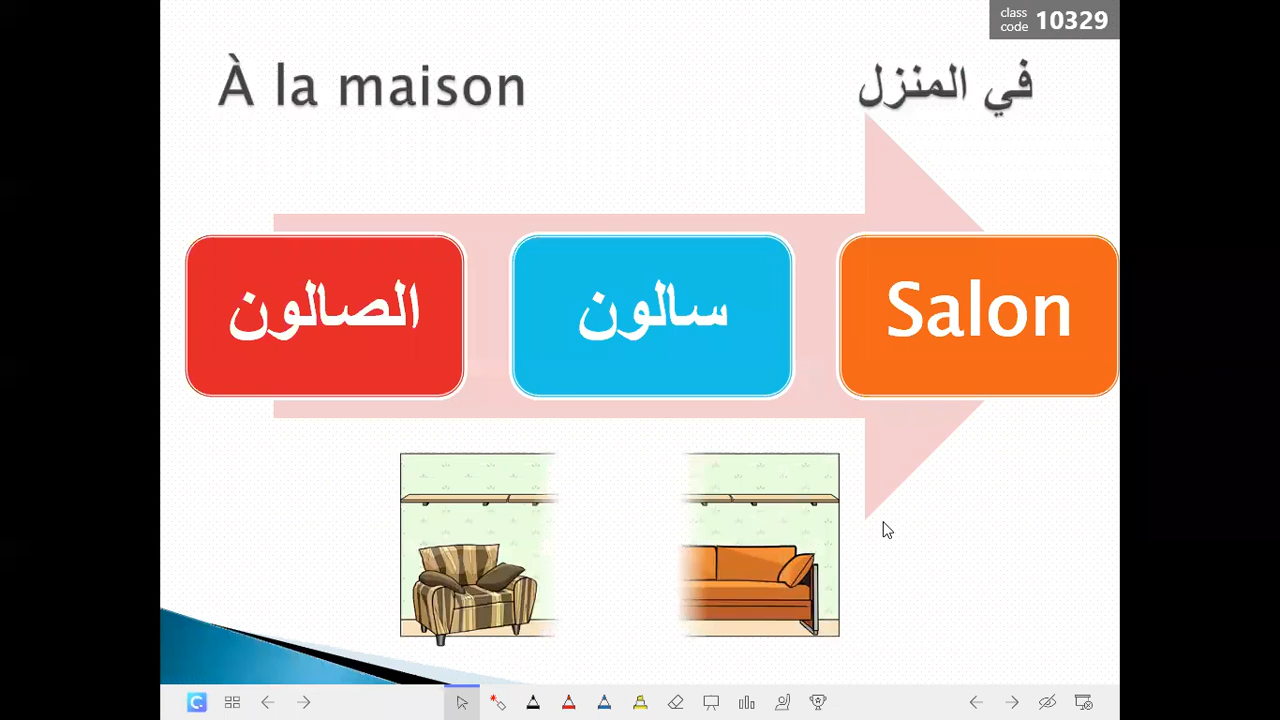 class
code 10329
À la maison
في المنزل
الصالون
سالون
Salon